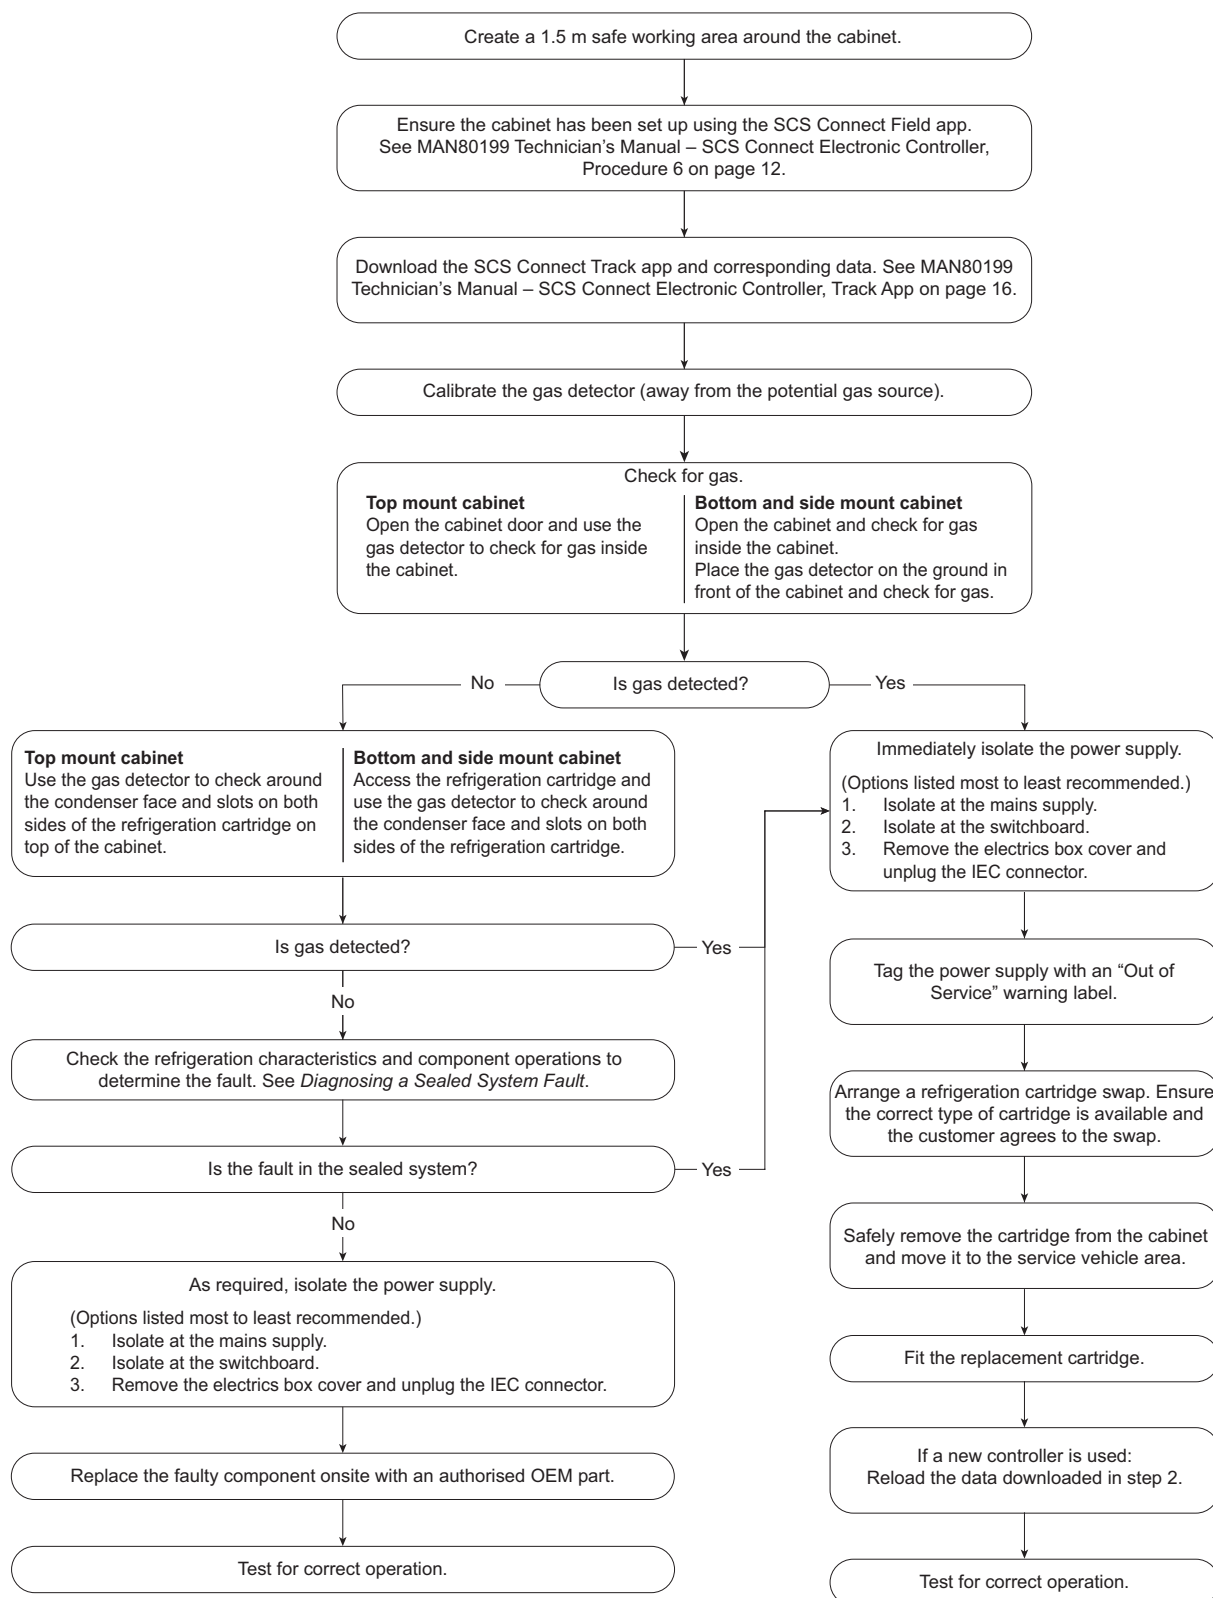 Create a 1.5 m safe working area around the cabinet.
Ensure the cabinet has been set up using the SCS Connect Field app.
See MAN80199 Technician’s Manual – SCS Connect Electronic Controller,
Procedure 6 on page 12.
Download the SCS Connect Track app and corresponding data. See MAN80199
Technician’s Manual – SCS Connect Electronic Controller, Track App on page 16.
Calibrate the gas detector (away from the potential gas source).
Check for gas.
Top mount cabinet
Open the cabinet door and use the
gas detector to check for gas inside
the cabinet.
Bottom and side mount cabinet
Open the cabinet and check for gas
inside the cabinet.
Place the gas detector on the ground in
front of the cabinet and check for gas.
Is gas detected?
No
Yes
Top mount cabinet
Use the gas detector to check around
the condenser face and slots on both
sides of the refrigeration cartridge on
top of the cabinet.
Bottom and side mount cabinet
Access the refrigeration cartridge and
use the gas detector to check around
the condenser face and slots on both
sides of the refrigeration cartridge.
Is gas detected?
Yes
No
Check the refrigeration characteristics and component operations to
determine the fault. See Diagnosing a Sealed System Fault.
Is the fault in the sealed system?
Yes
No
As required, isolate the power supply.
(Options listed most to least recommended.)
1. Isolate at the mains supply.
2. Isolate at the switchboard.
3. Remove the electrics box cover and unplug the IEC connector.
Replace the faulty component onsite with an authorised OEM part.
Test for correct operation.
Immediately isolate the power supply.
(Options listed most to least recommended.)
1. Isolate at the mains supply.
2. Isolate at the switchboard.
3. Remove the electrics box cover and
unplug the IEC connector.
Tag the power supply with an “Out of
Service” warning label.
Arrange a refrigeration cartridge swap. Ensure
the correct type of cartridge is available and
the customer agrees to the swap.
Safely remove the cartridge from the cabinet
and move it to the service vehicle area.
Fit the replacement cartridge.
If a new controller is used:
Reload the data downloaded in step 2.
Test for correct operation.